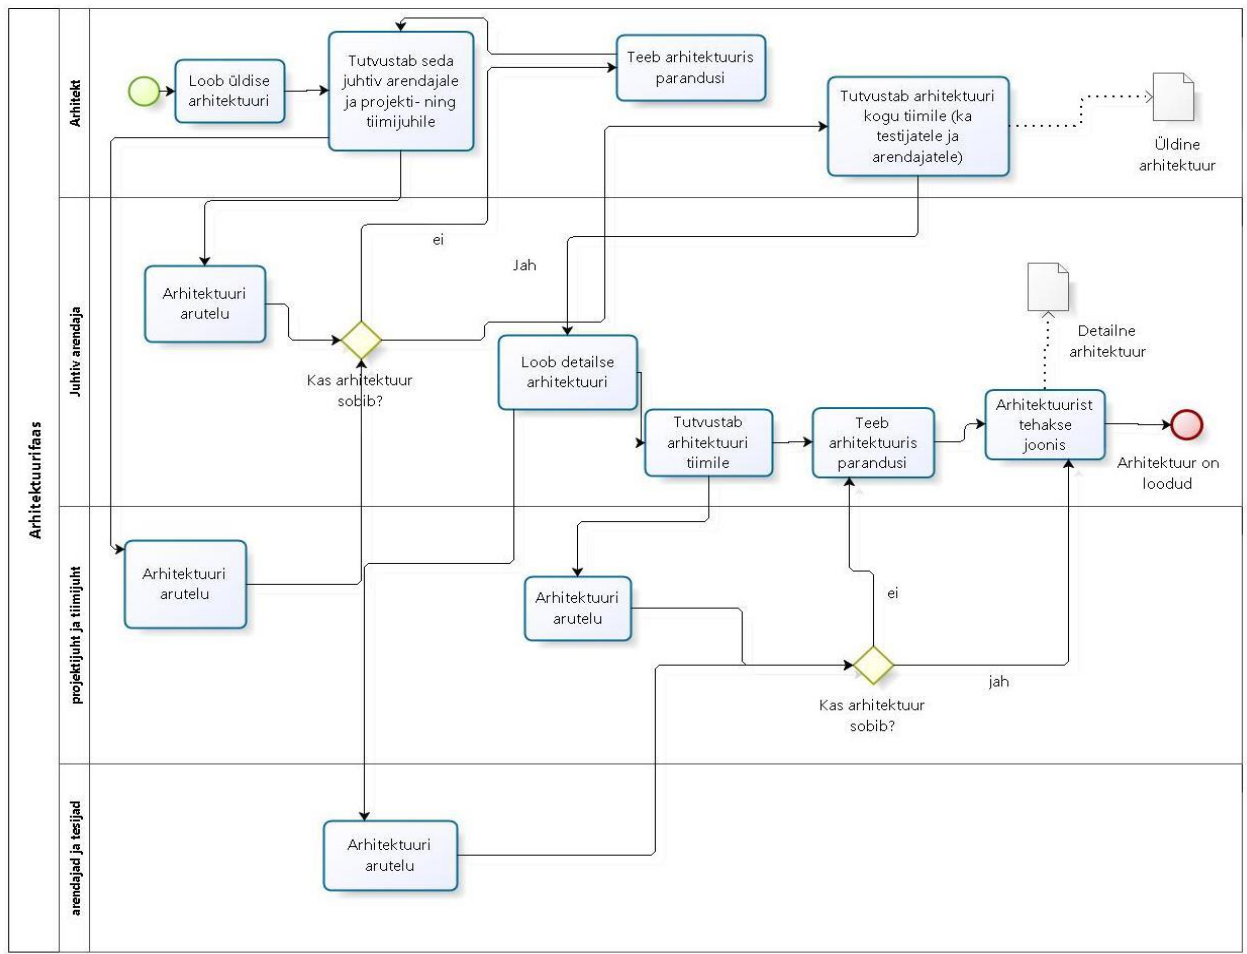 Arhitektuurifaas
Arhitekt
Loob üldise
arhitektuuri
Tutvustab seda
juhtiv arendajale
ja projekti- ning
tiimijuhile
Teeb arhitektuuris
parandusi
Tutvustab arhitektuuri
kogu tiimile (ka
testijatele ja
arendajatele)
Üldine
arhitektuur
Juhtiv arendaja
ei
Jah
Arhitektuuri
arutelu
Kas arhitektuur
sobib?
Loob detailse
arhitektuuri
Detailne
arhitektuur
Tutvustab
arhitektuuri
tiimile
Teeb
arhitektuuris
parandusi
Arhitektuurist
tehakse
joonis
Arhitektuur on
loodud
projektijuht ja tiimijuht
Arhitektuuri
arutelu
Arhitektuuri
arutelu
ei
jah
Kas arhitektuur
sobib?
arendajad ja tesijad
Arhitektuuri
arutelu